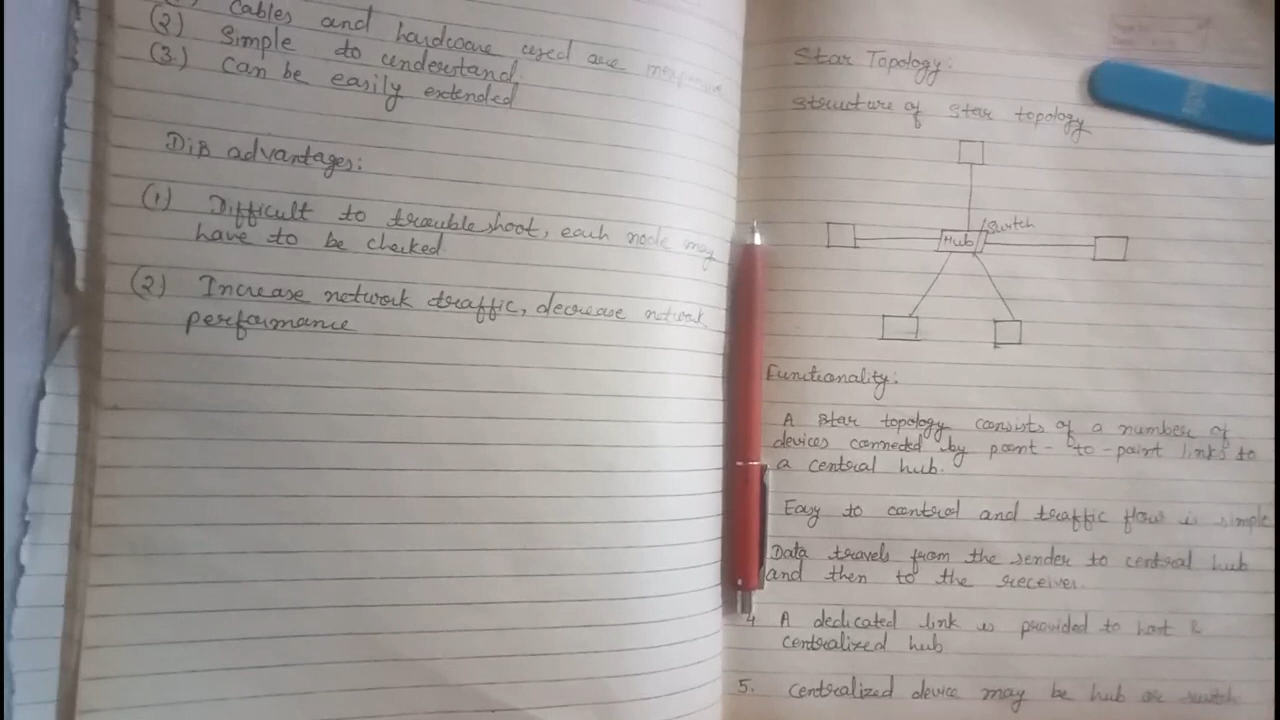 cables and hardware used are inexpensive
(2) Simple to understand.
(3.) Can be easily extended
Disadvantages:
(1) Difficult to trouble shoot, each node may
have to be checked.
(2) Increase network traffic, decrease network
performance
Star Topology:
Structure of star topology
Switch
Hub
Functionality:
A star topology consists of a number of
devices connected by point-to-point links to
a central hub.
Easy to control and traffic flow is simple
Data travels from the sender to central hub
and then to the receiver.
4 A dedicated link is provided to host &
centralized hub
5. Centralized device may be hub or switch